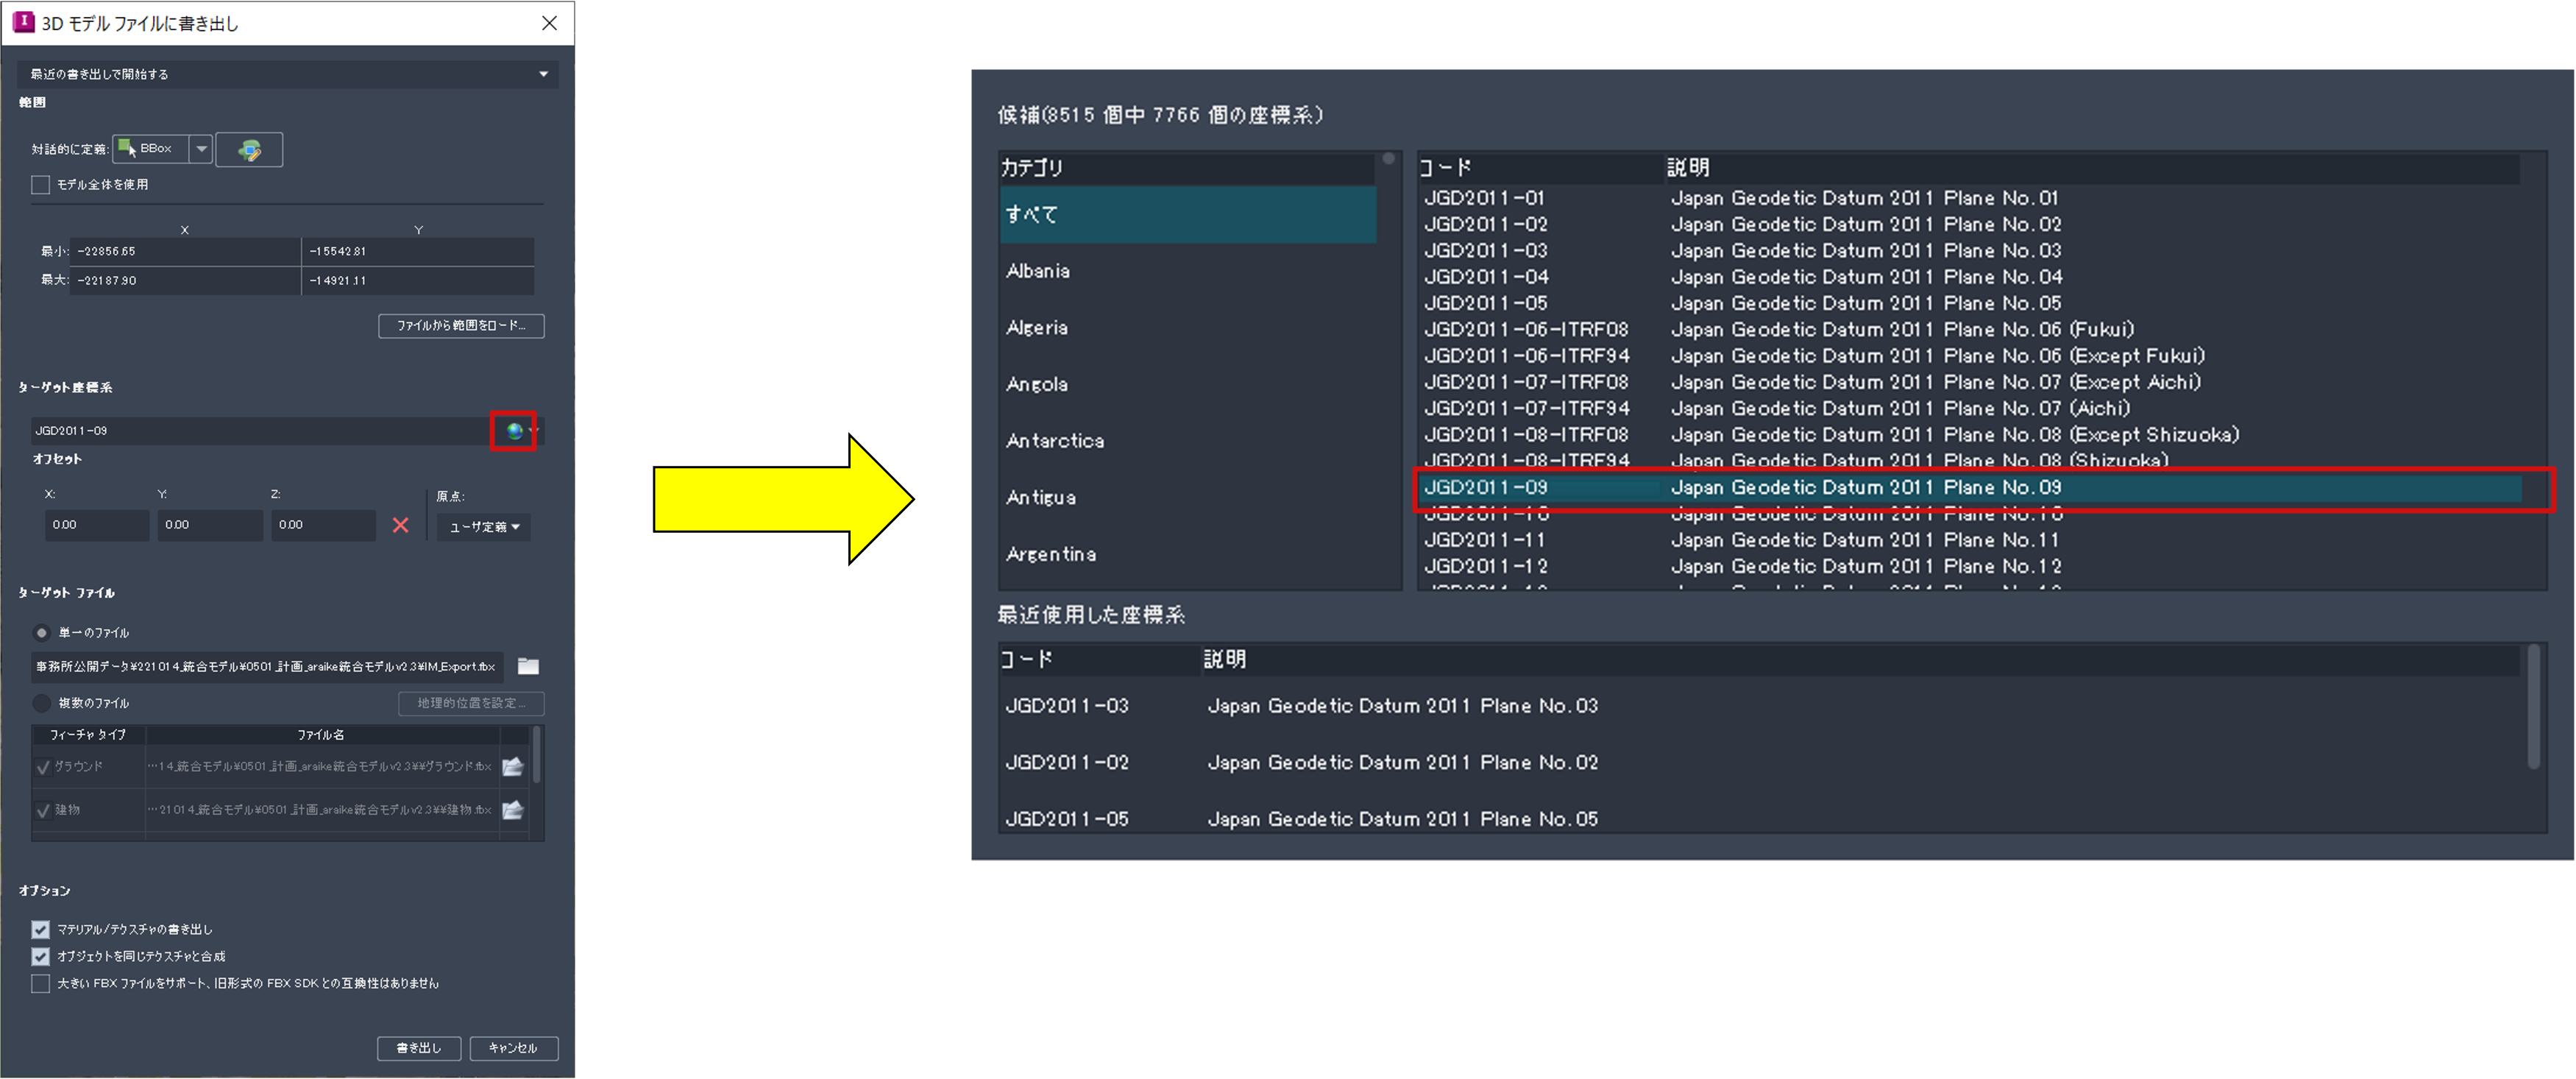 3D モデル ファイルに書き出し
最近の書き出しで開始する
範囲
対話的に定義: BBox
モデル全体を使用
X Y
最小: -22856.65 -15542.81
最大: -22187.90 -14921.11
ファイルから範囲をロード...
ターゲット座標系
JGD2011-09
オフセット
X: Y: Z: 原点:
0.00 0.00 0.00 ユーザ定義
ターゲット ファイル
単一のファイル
事務所公開データ¥221014_統合モデル¥0501_計画_araike統合モデルv2.3¥IM_Export.fbx
複数のファイル 地理的位置を設定...
フィーチャ タイプ ファイル名
グラウンド …14_統合モデル¥0501_計画_araike統合モデルv2.3¥¥グラウンド.fbx
建物 …21014_統合モデル¥0501_計画_araike統合モデルv2.3¥¥建物.fbx
オプション
マテリアル/テクスチャの書き出し
オブジェクトを同じテクスチャと合成
大きい FBX ファイルをサポート、旧形式の FBX SDK との互換性はありません
書き出し キャンセル
候補(8515 個中 7766 個の座標系)
カテゴリ
すべて
Albania
Algeria
Angola
Antarctica
Antigua
Argentina
コード 説明
JGD2011-01 Japan Geodetic Datum 2011 Plane No.01
JGD2011-02 Japan Geodetic Datum 2011 Plane No.02
JGD2011-03 Japan Geodetic Datum 2011 Plane No.03
JGD2011-04 Japan Geodetic Datum 2011 Plane No.04
JGD2011-05 Japan Geodetic Datum 2011 Plane No.05
JGD2011-06-ITRF08 Japan Geodetic Datum 2011 Plane No.06 (Fukui)
JGD2011-06-ITRF94 Japan Geodetic Datum 2011 Plane No.06 (Except Fukui)
JGD2011-07-ITRF08 Japan Geodetic Datum 2011 Plane No.07 (Except Aichi)
JGD2011-07-ITRF94 Japan Geodetic Datum 2011 Plane No.07 (Aichi)
JGD2011-08-ITRF08 Japan Geodetic Datum 2011 Plane No.08 (Except Shizuoka)
JGD2011-08-ITRF94 Japan Geodetic Datum 2011 Plane No.08 (Shizuoka)
JGD2011-09 Japan Geodetic Datum 2011 Plane No.09
JGD2011-10 Japan Geodetic Datum 2011 Plane No.10
JGD2011-11 Japan Geodetic Datum 2011 Plane No.11
JGD2011-12 Japan Geodetic Datum 2011 Plane No.12
最近使用した座標系
コード 説明
JGD2011-03 Japan Geodetic Datum 2011 Plane No.03
JGD2011-02 Japan Geodetic Datum 2011 Plane No.02
JGD2011-05 Japan Geodetic Datum 2011 Plane No.05